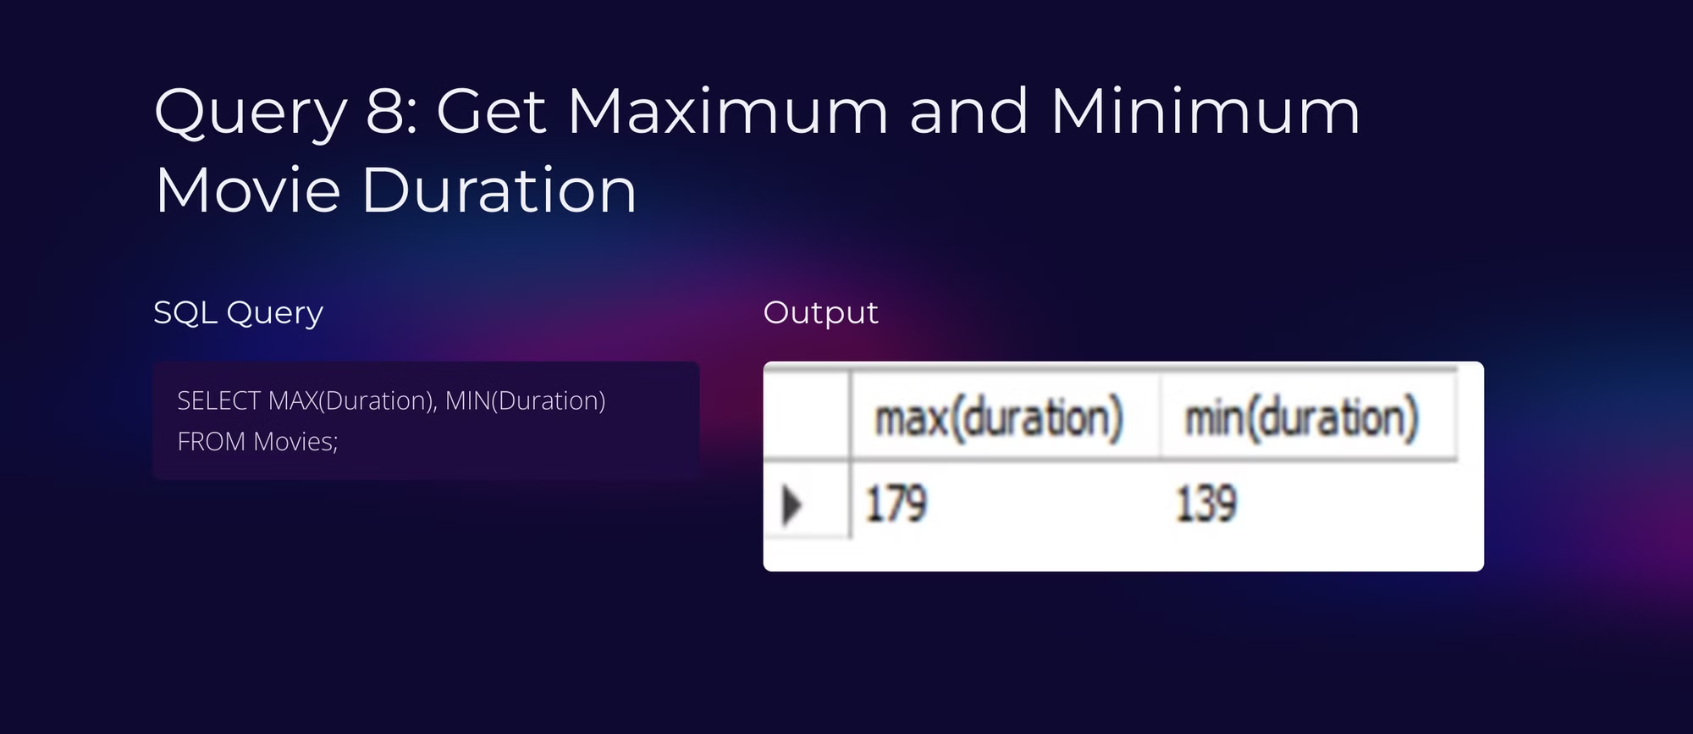 Query 8: Get Maximum and Minimum
Movie Duration
SQL Query
SELECT MAX(Duration), MIN(Duration)
FROM Movies;
Output
max(duration) min(duration)
179 139